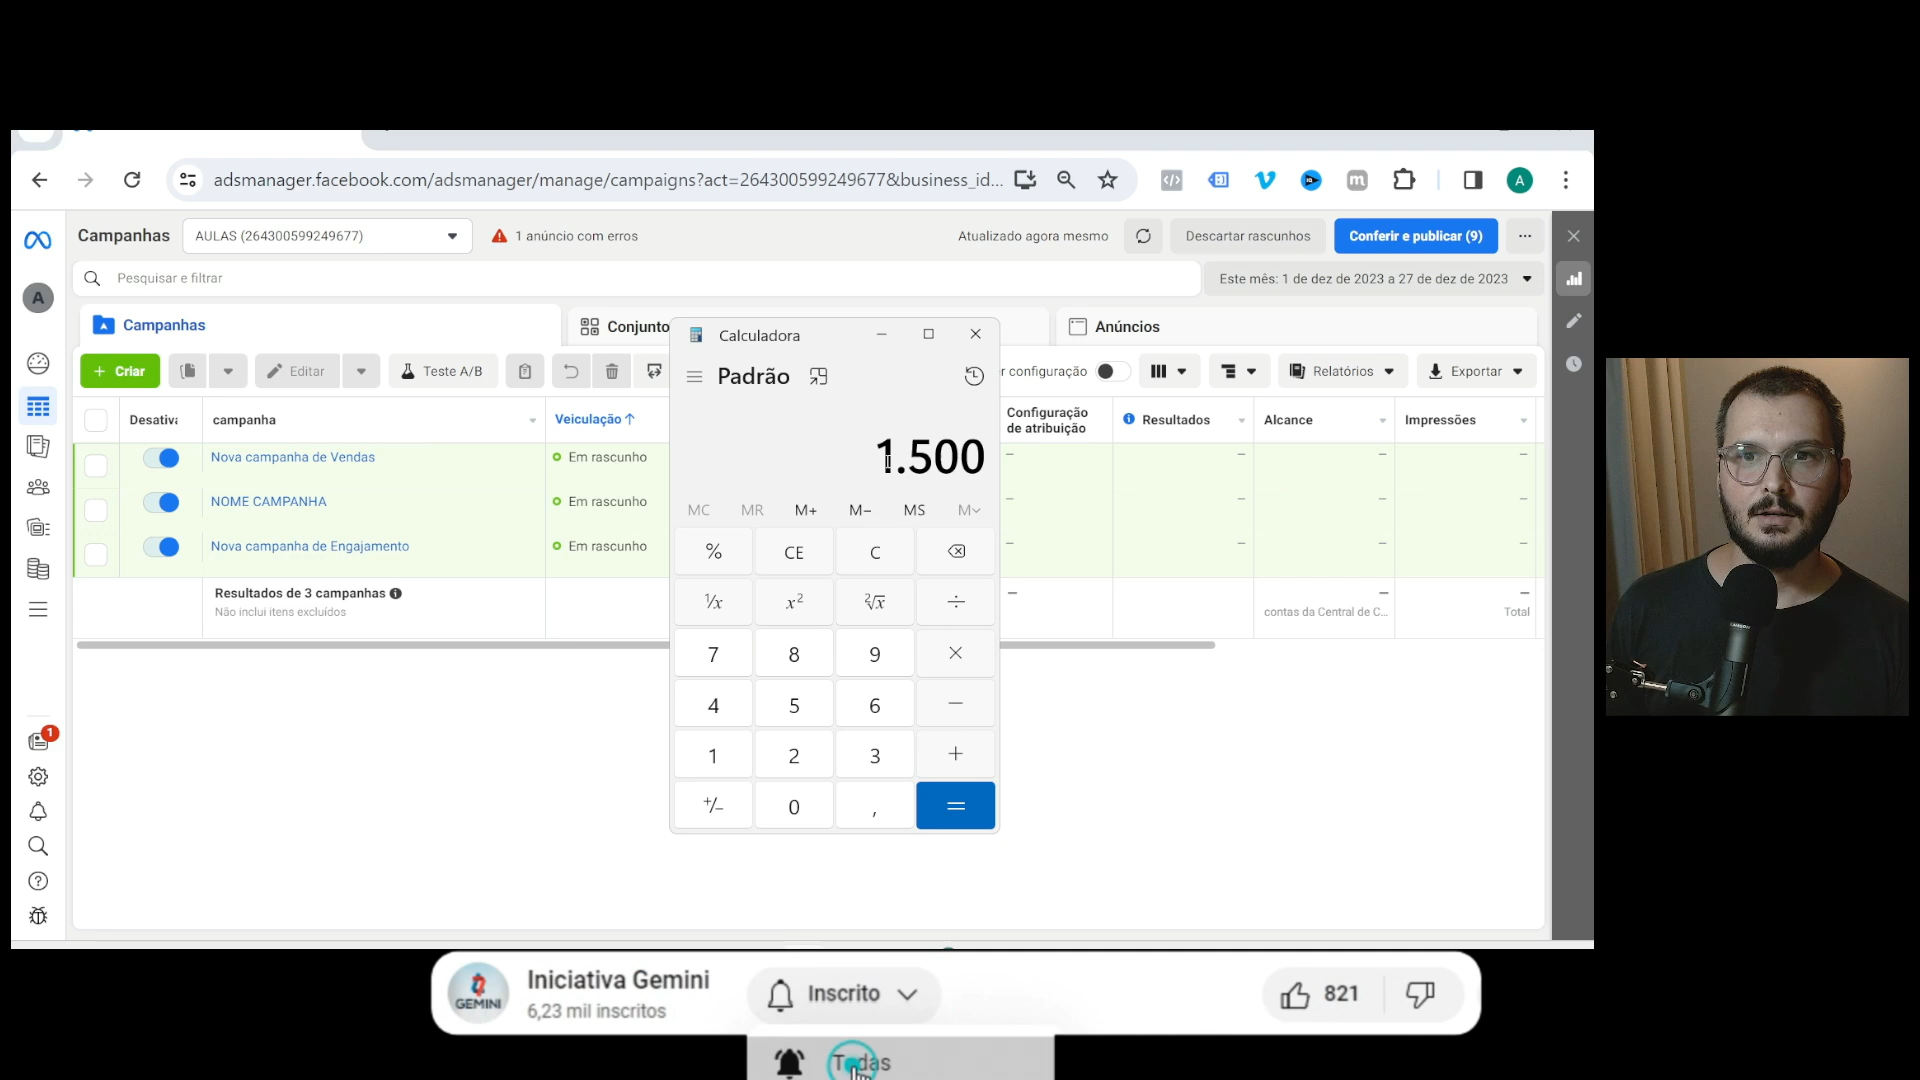 adsmanager.facebook.com/adsmanager/manage/campaigns?act=264300599249677&business_id...
A
Campanhas
AULAS (264300599249677)
1 anúncio com erros
Atualizado agora mesmo
Descartar rascunhos
Conferir e publicar (9)
A
Pesquisar e filtrar
Este mês: 1 de dez de 2023 a 27 de dez de 2023
Campanhas
Conjunto
Anúncios
+ Criar
Editar
Teste A/B
r configuração
Relatórios
Exportar
campanha
Veiculação
Configuração
de atribuição
Resultados
Alcance
Impressões
Nova campanha de Vendas
Em rascunho
– – – –
NOME CAMPANHA
Em rascunho
– – – –
Nova campanha de Engajamento
Em rascunho
– – – –
Resultados de 3 campanhas
Não inclui itens excluídos
– – –
contas da Central de C...
Total
1
Calculadora
Padrão
1.500
MC MR M+ M− MS M
% CE C
¹/x x² ²√x ÷
7 8 9 ×
4 5 6 −
1 2 3 +
+/− 0 , =
GEMINI
Iniciativa Gemini
6,23 mil inscritos
Inscrito
821
Todas